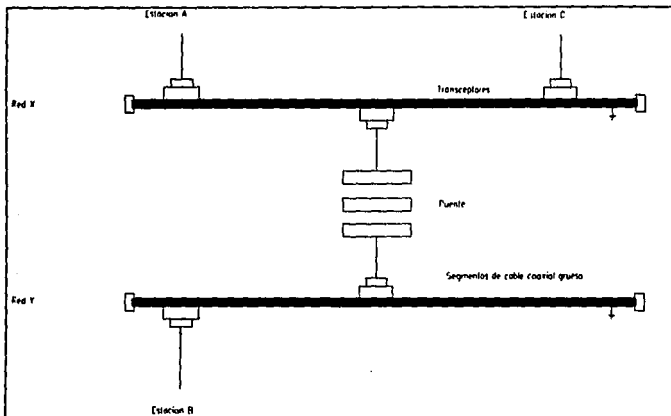 Estacion A
Estacion C
Red X
Transceptores
Puente
Segmentos de cable coaxial grueso
Red Y
Estacion B